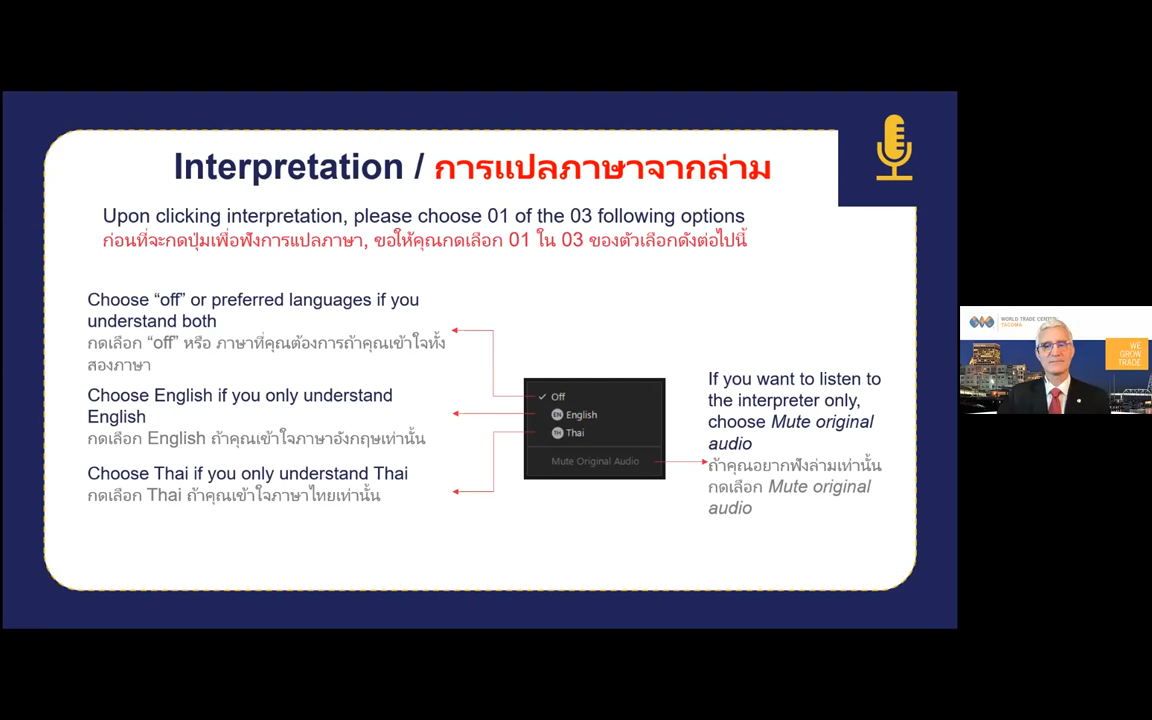 Interpretation / การแปลภาษาจากล่าม
Upon clicking interpretation, please choose 01 of the 03 following options
ก่อนที่จะกดปุ่มเพื่อฟังการแปลภาษา, ขอให้คุณกดเลือก 01 ใน 03 ของตัวเลือกดังต่อไปนี้
Choose “off” or preferred languages if you
understand both
กดเลือก “off” หรือ ภาษาที่คุณต้องการถ้าคุณเข้าใจทั้ง
สองภาษา
Choose English if you only understand
English
กดเลือก English ถ้าคุณเข้าใจภาษาอังกฤษเท่านั้น
Choose Thai if you only understand Thai
กดเลือก Thai ถ้าคุณเข้าใจภาษาไทยเท่านั้น
Off
EN English
TH Thai
Mute Original Audio
If you want to listen to
the interpreter only,
choose Mute original
audio
ถ้าคุณอยากฟังล่ามเท่านั้น
กดเลือก Mute original
audio
WORLD TRADE CENTER
TACOMA
WE
GROW
TRADE